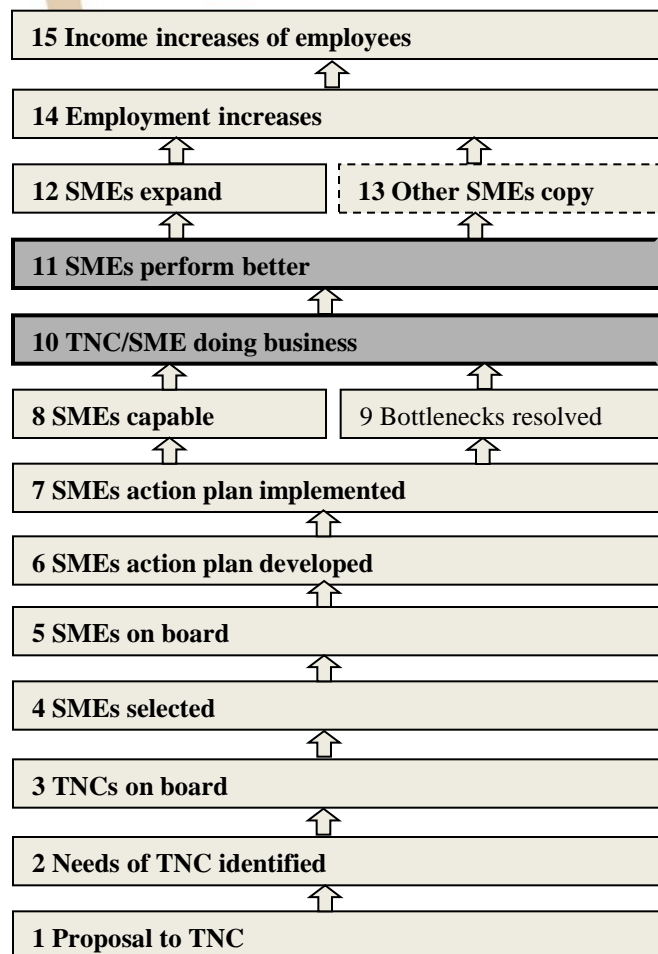 15 Income increases of employees
14 Employment increases
12 SMEs expand
13 Other SMEs copy
11 SMEs perform better
10 TNC/SME doing business
8 SMEs capable
9 Bottlenecks resolved
7 SMEs action plan implemented
6 SMEs action plan developed
5 SMEs on board
4 SMEs selected
3 TNCs on board
2 Needs of TNC identified
1 Proposal to TNC